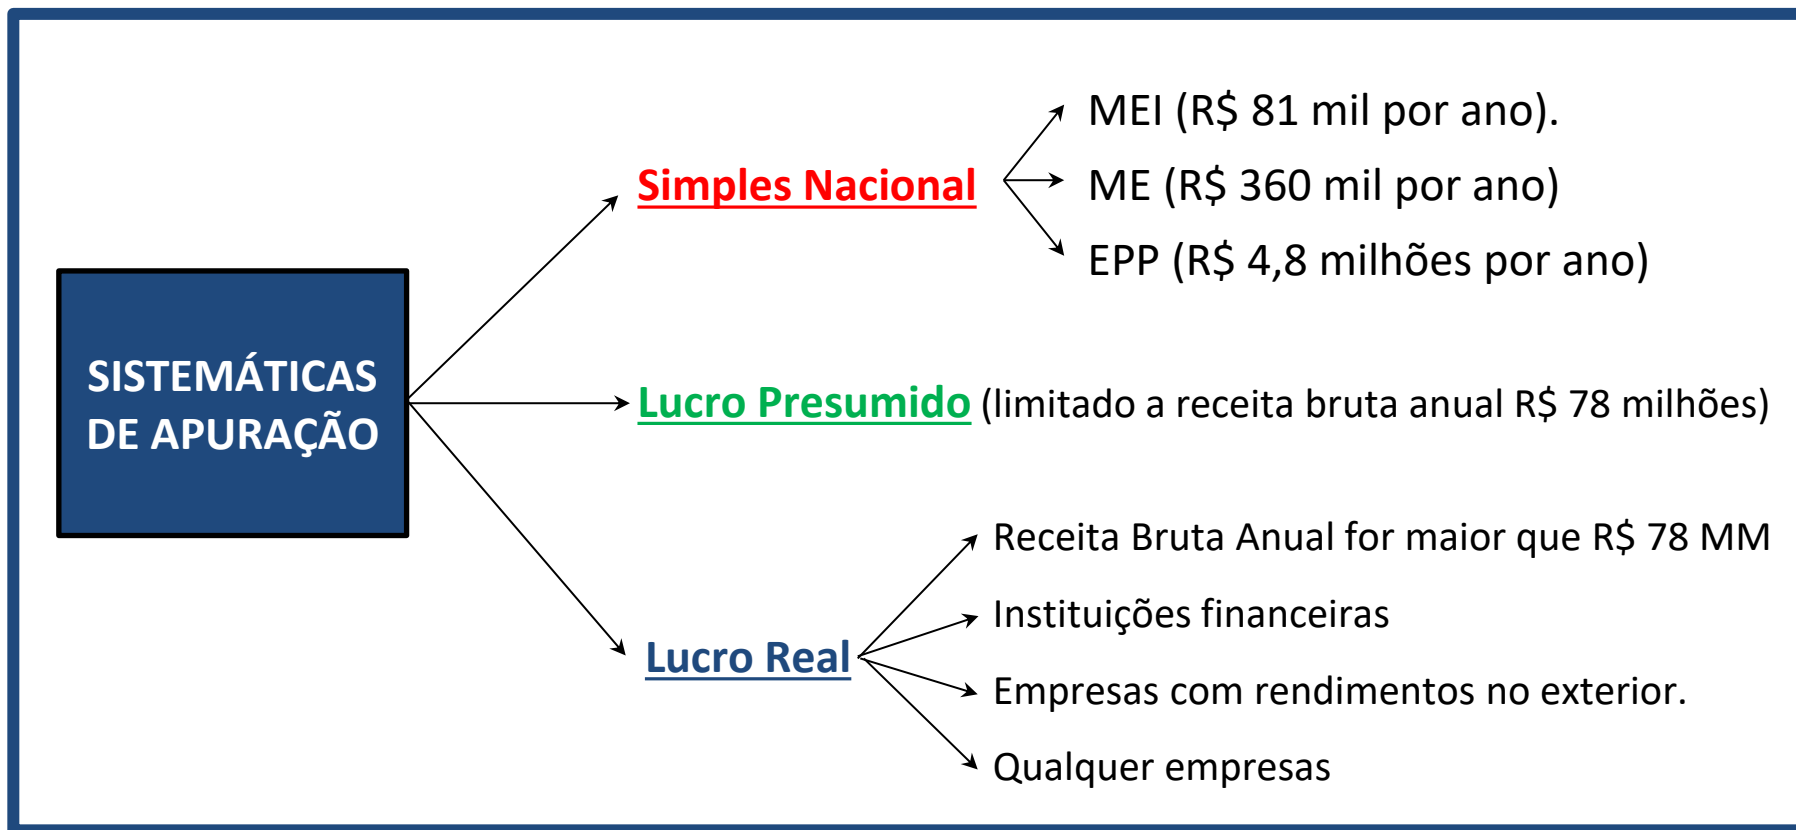 SISTEMÁTICAS
DE APURAÇÃO
Simples Nacional
MEI (R$ 81 mil por ano).
ME (R$ 360 mil por ano)
EPP (R$ 4,8 milhões por ano)
Lucro Presumido (limitado a receita bruta anual R$ 78 milhões)
Lucro Real
Receita Bruta Anual for maior que R$ 78 MM
Instituições financeiras
Empresas com rendimentos no exterior.
Qualquer empresas